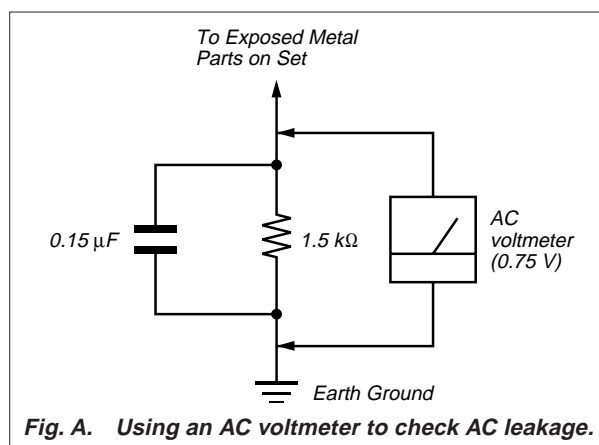 To Exposed Metal
Parts on Set
0.15 μF
1.5 kΩ
AC
voltmeter
(0.75 V)
Earth Ground
Fig. A. Using an AC voltmeter to check AC leakage.